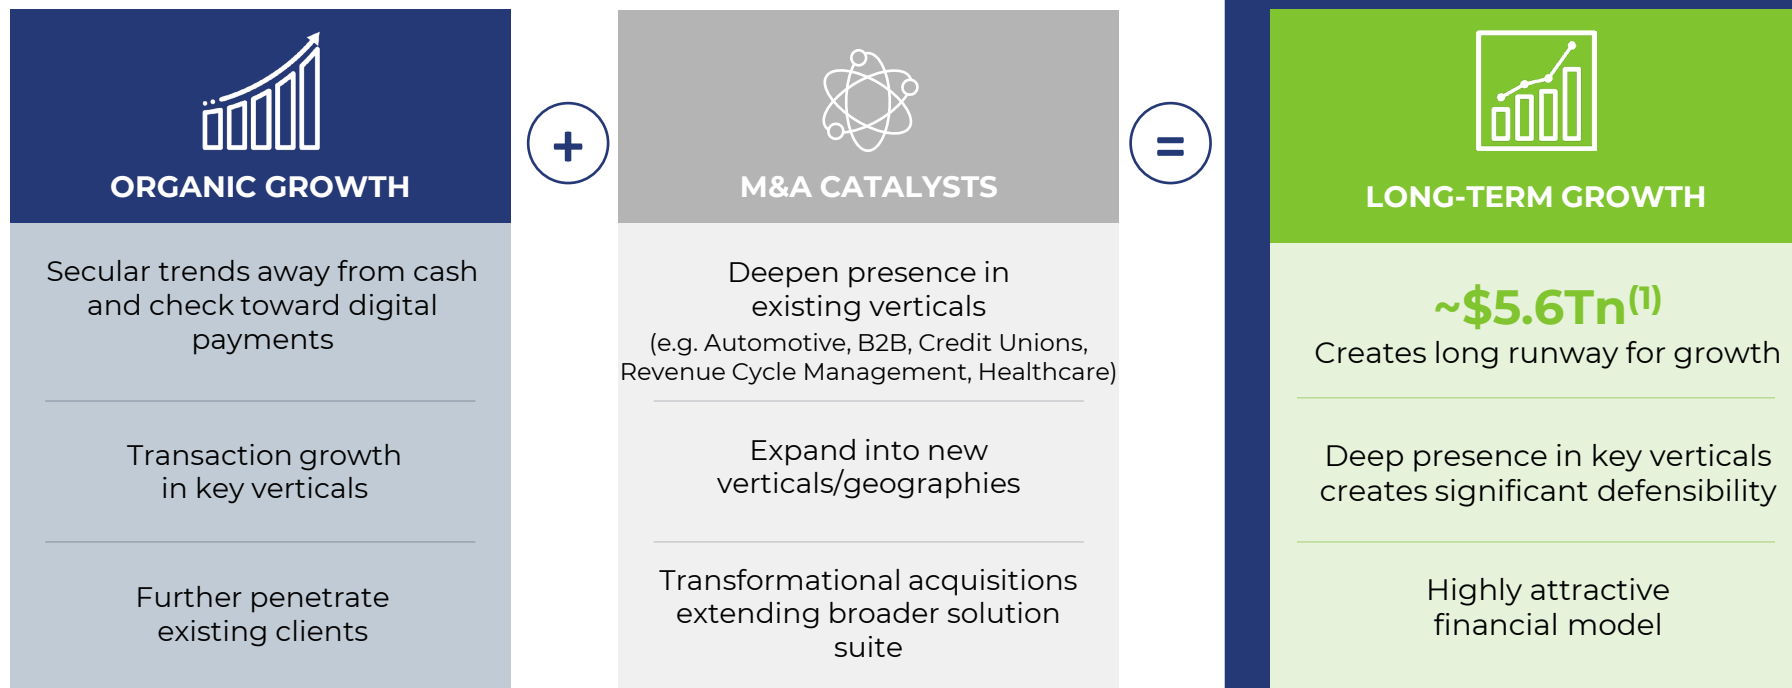 ORGANIC GROWTH
Secular trends away from cash
and check toward digital
payments
Transaction growth
in key verticals
Further penetrate
existing clients
+
M&A CATALYSTS
Deepen presence in
existing verticals
(e.g. Automotive, B2B, Credit Unions,
Revenue Cycle Management, Healthcare)
Expand into new
verticals/geographies
Transformational acquisitions
extending broader solution
suite
=
LONG-TERM GROWTH
~$5.6Tn(1)
Creates long runway for growth
Deep presence in key verticals
creates significant defensibility
Highly attractive
financial model